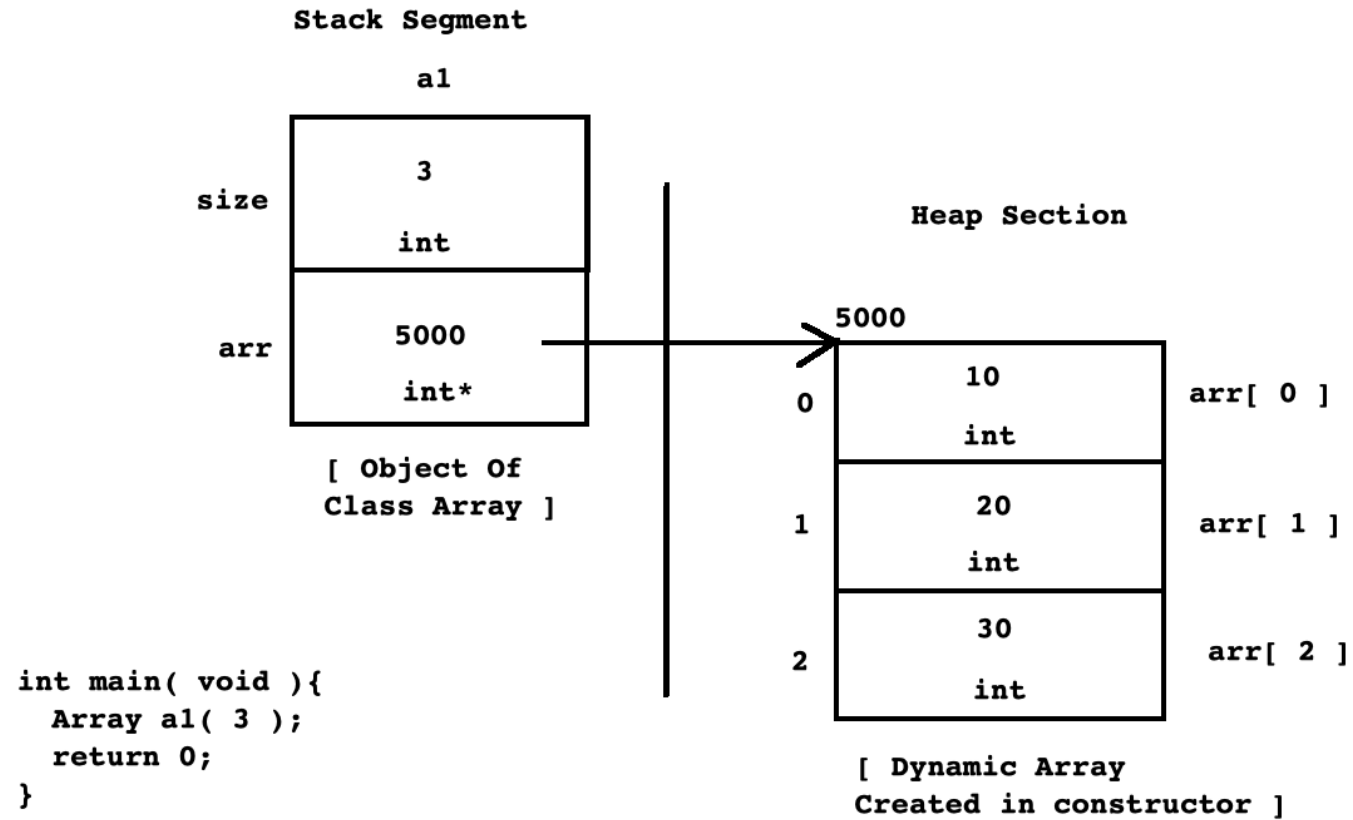 Stack Segment
a1
size
3
int
arr
5000
int*
[ Object Of
Class Array ]
Heap Section
5000
0
10
int
arr[ 0 ]
1
20
int
arr[ 1 ]
2
30
int
arr[ 2 ]
[ Dynamic Array
Created in constructor ]
int main( void ){
Array a1( 3 );
return 0;
}